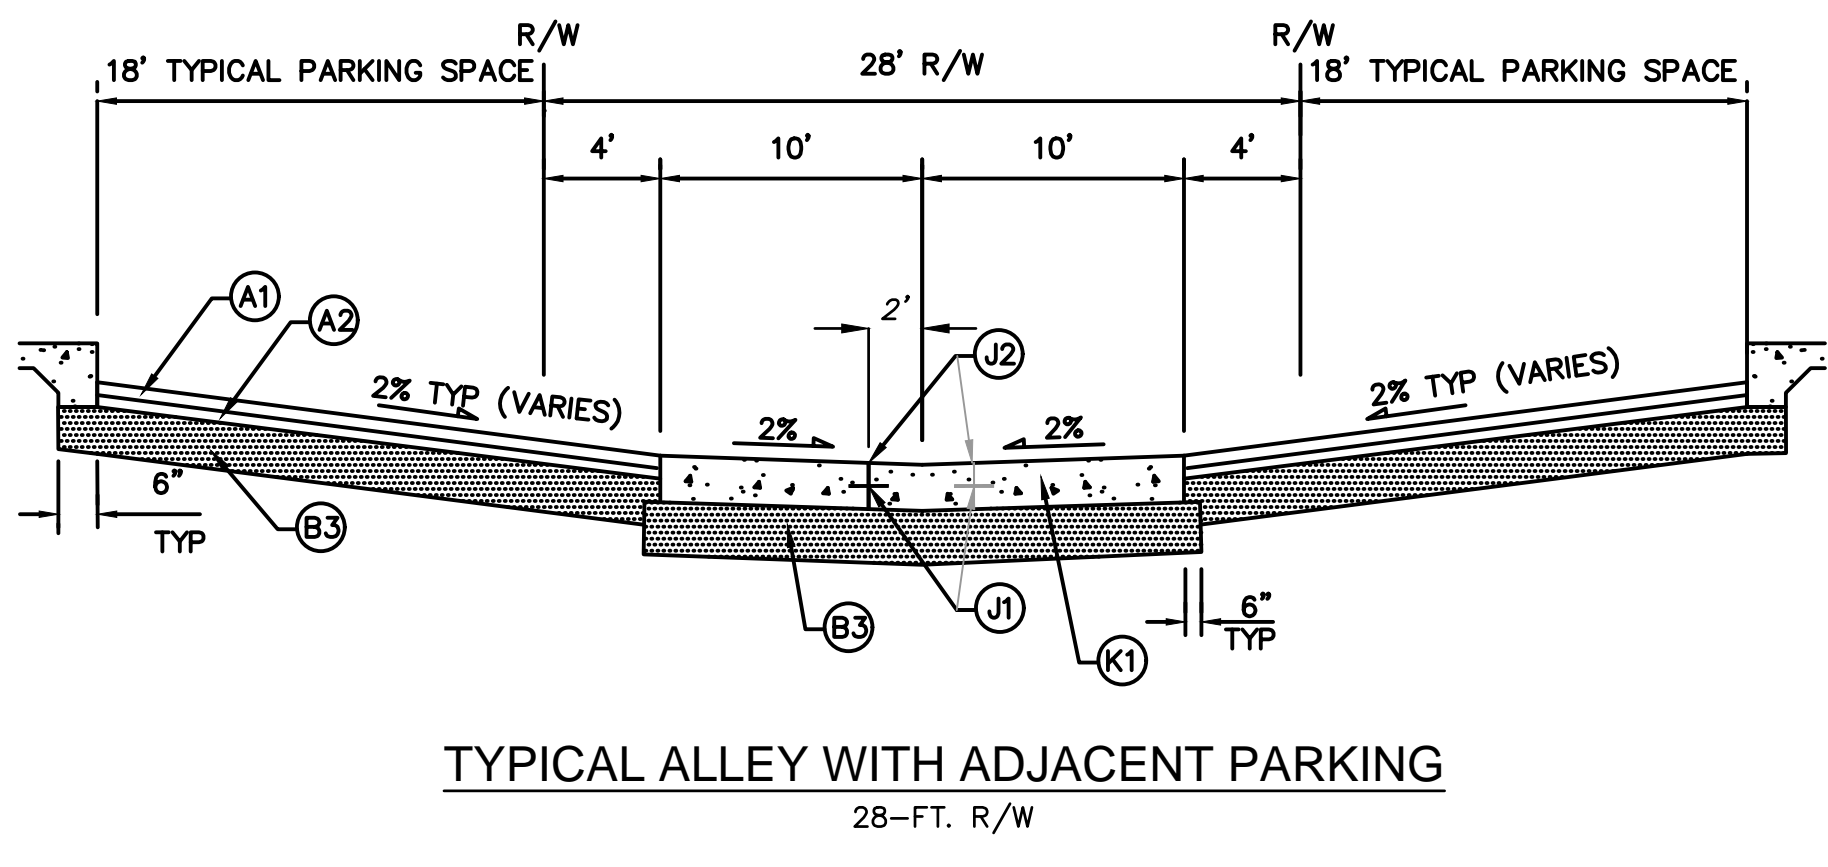 R/W
R/W
18' TYPICAL PARKING SPACE
28' R/W
18' TYPICAL PARKING SPACE
4'
10'
10'
4'
A1
A2
2'
J2
2% TYP (VARIES)
2% TYP (VARIES)
2%
2%
6"
TYP
B3
B3
J1
6"
TYP
K1
TYPICAL ALLEY WITH ADJACENT PARKING
28-FT. R/W